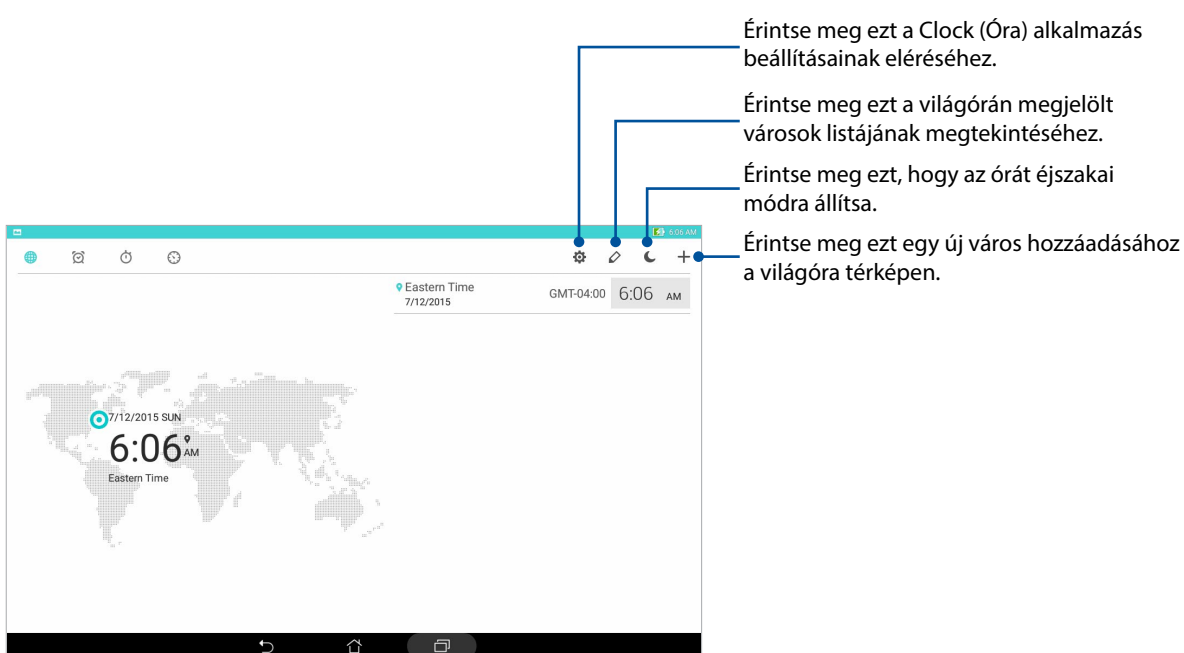 Érintse meg ezt a Clock (Óra) alkalmazás
beállításainak eléréséhez.
Érintse meg ezt a világórán megjelölt
városok listájának megtekintéséhez.
Érintse meg ezt, hogy az órát éjszakai
módra állítsa.
Érintse meg ezt egy új város hozzáadásához
a világóra térképen.
6:06 AM
Eastern Time
7/12/2015
GMT-04:00 6:06 AM
7/12/2015 SUN
6:06 AM
Eastern Time